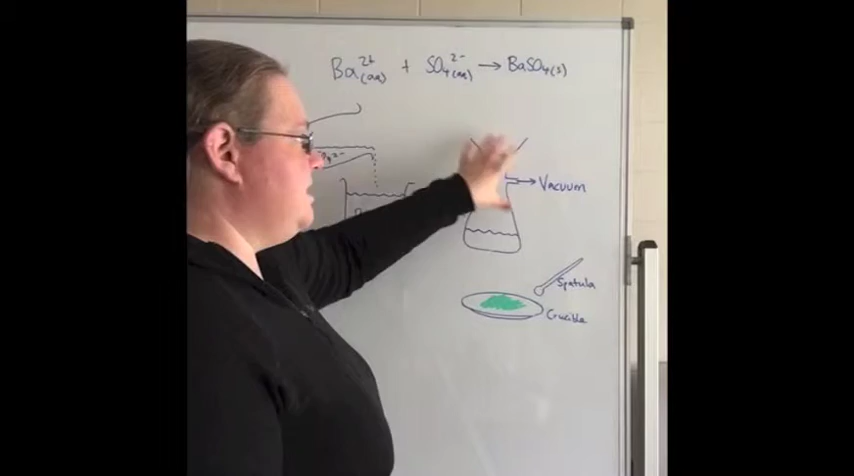 Ba²⁺(aq) + SO₄²⁻(aq) → BaSO₄(s)
Vacuum
Spatula
Crucible